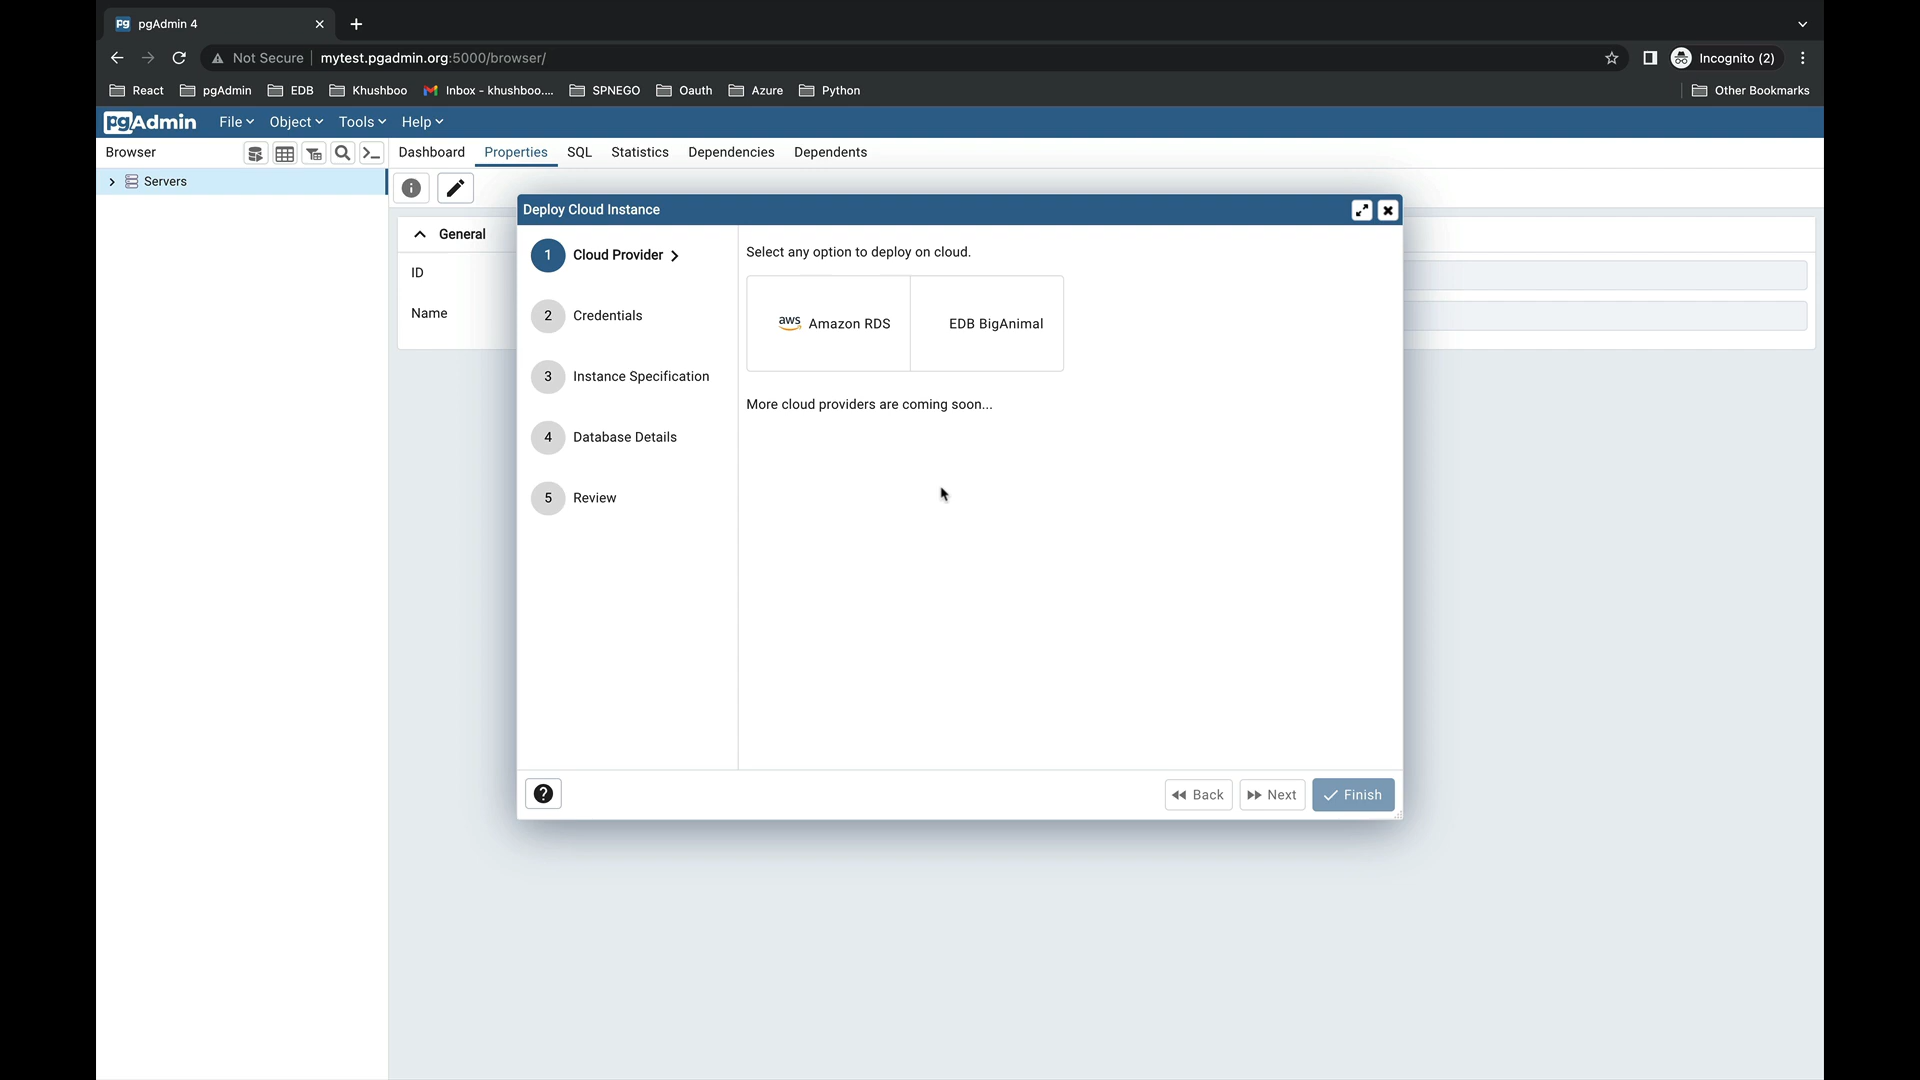 pgAdmin 4
Not Secure mytest.pgadmin.org:5000/browser/ Incognito (2)
React pgAdmin EDB Khushboo Inbox - khushboo.... SPNEGO Oauth Azure Python Other Bookmarks
pgAdmin File Object Tools Help
Browser Dashboard Properties SQL Statistics Dependencies Dependents
Servers
General
ID
Name
Deploy Cloud Instance
1 Cloud Provider
2 Credentials
3 Instance Specification
4 Database Details
5 Review
Select any option to deploy on cloud.
aws Amazon RDS EDB BigAnimal
More cloud providers are coming soon...
? Back Next Finish